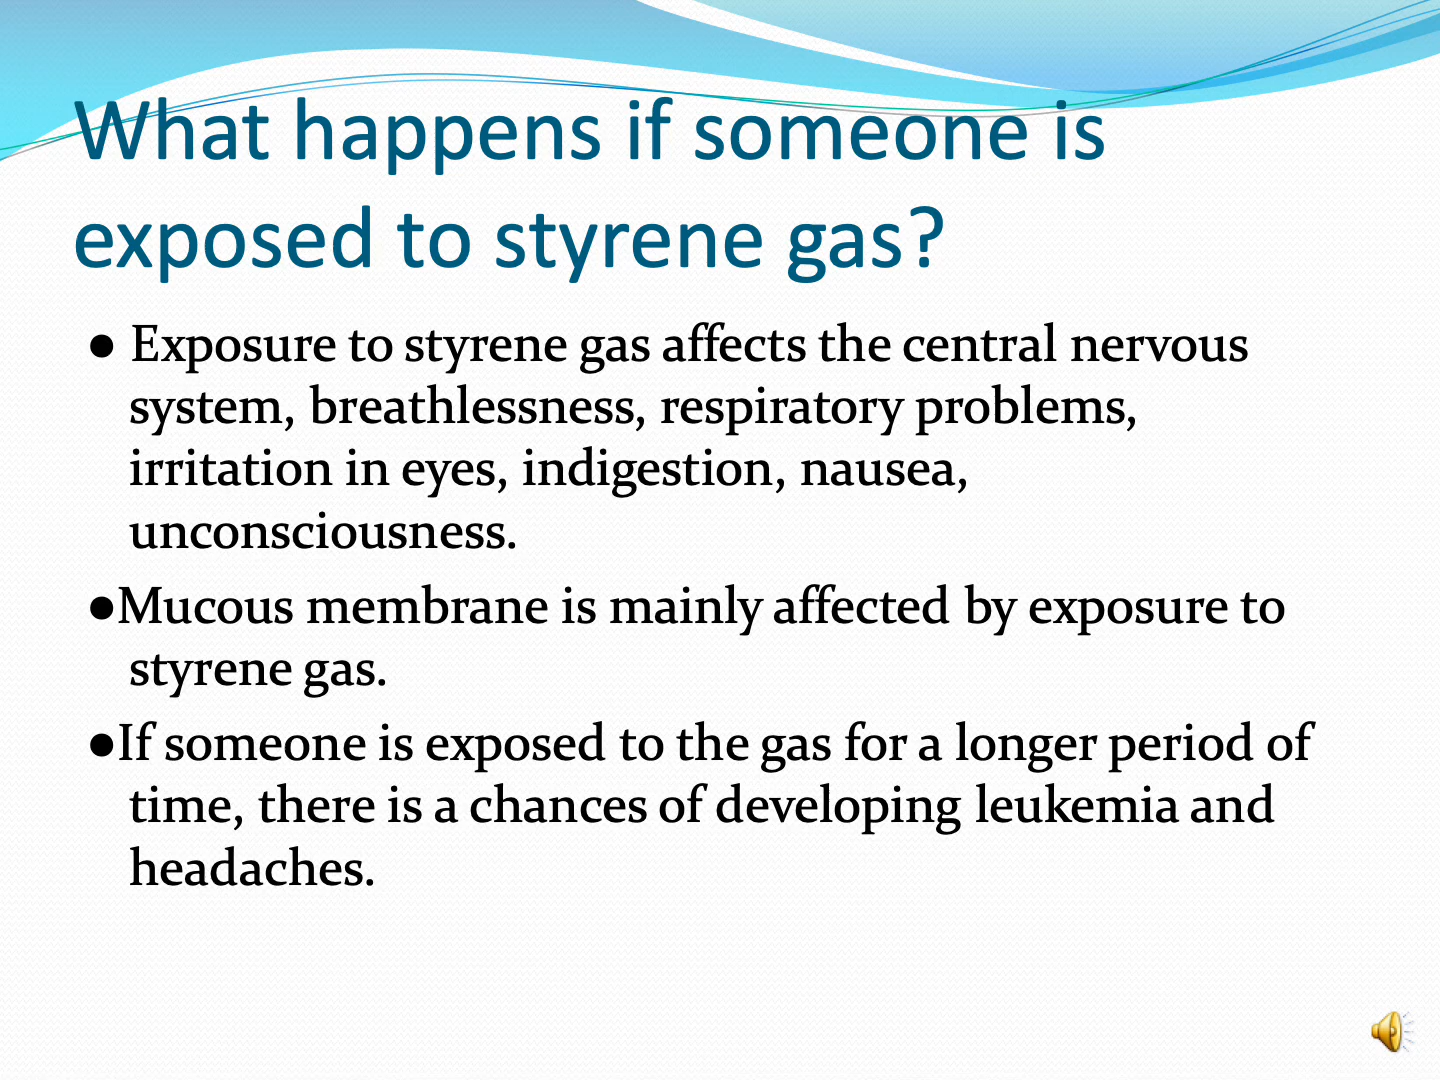 What happens if someone is
exposed to styrene gas?
● Exposure to styrene gas affects the central nervous
system, breathlessness, respiratory problems,
irritation in eyes, indigestion, nausea,
unconsciousness.
●Mucous membrane is mainly affected by exposure to
styrene gas.
●If someone is exposed to the gas for a longer period of
time, there is a chances of developing leukemia and
headaches.